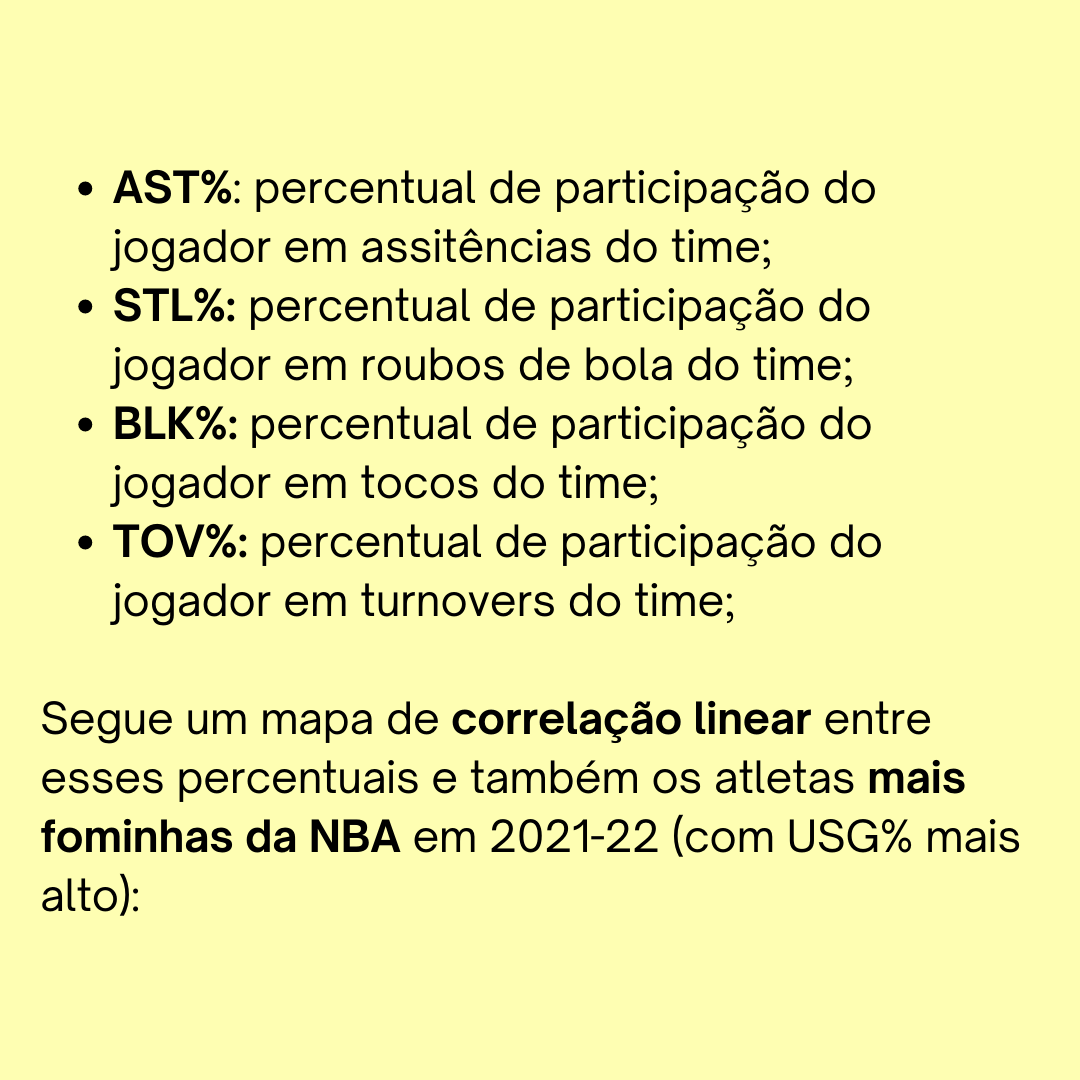 • AST%: percentual de participação do
jogador em assitências do time;
• STL%: percentual de participação do
jogador em roubos de bola do time;
• BLK%: percentual de participação do
jogador em tocos do time;
• TOV%: percentual de participação do
jogador em turnovers do time;
Segue um mapa de correlação linear entre
esses percentuais e também os atletas mais
fominhas da NBA em 2021-22 (com USG% mais
alto):